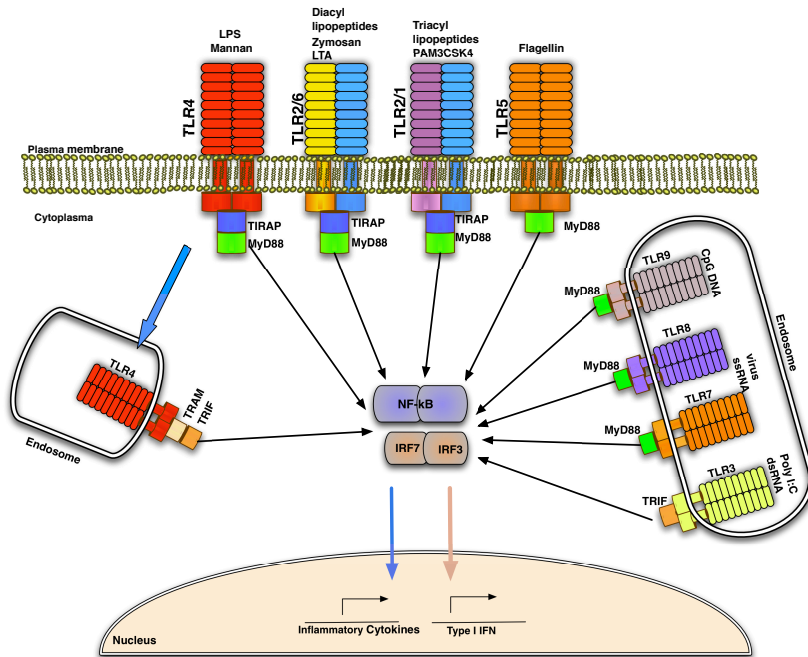 LPS
Mannan
Diacyl
lipopeptides
Zymosan
LTA
Triacyl
lipopeptides
PAM3CSK4
Flagellin
TLR4
TLR2/6
TLR2/1
TLR5
Plasma membrane
Cytoplasma
TIRAP
MyD88
TIRAP
MyD88
TIRAP
MyD88
MyD88
TLR9
CpG DNA
MyD88
Endosome
TLR8
MyD88
virus
ssRNA
TLR7
MyD88
Poly I:C
dsRNA
TLR3
TRIF
TLR4
TRAM
TRIF
Endosome
NF-kB
IRF7
IRF3
Inflammatory Cytokines
Type I IFN
Nucleus